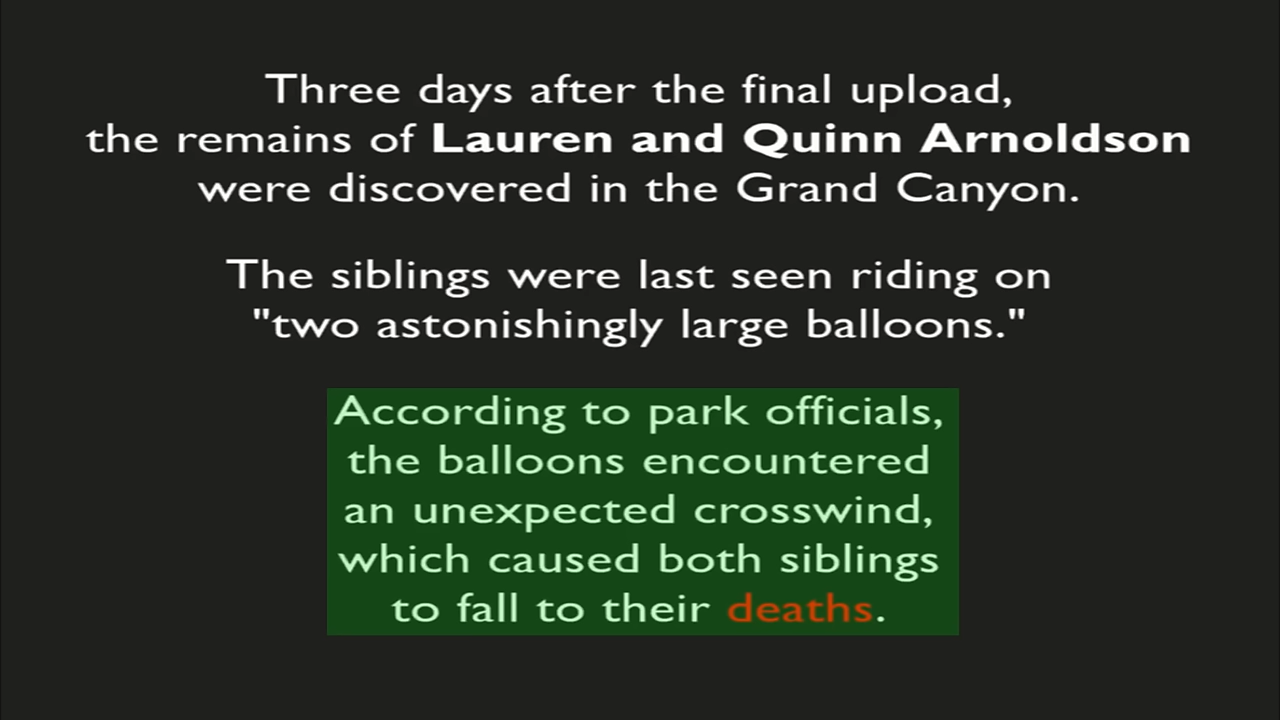 Three days after the final upload,
the remains of Lauren and Quinn Arnoldson
were discovered in the Grand Canyon.
The siblings were last seen riding on
"two astonishingly large balloons."
According to park officials,
the balloons encountered
an unexpected crosswind,
which caused both siblings
to fall to their deaths.